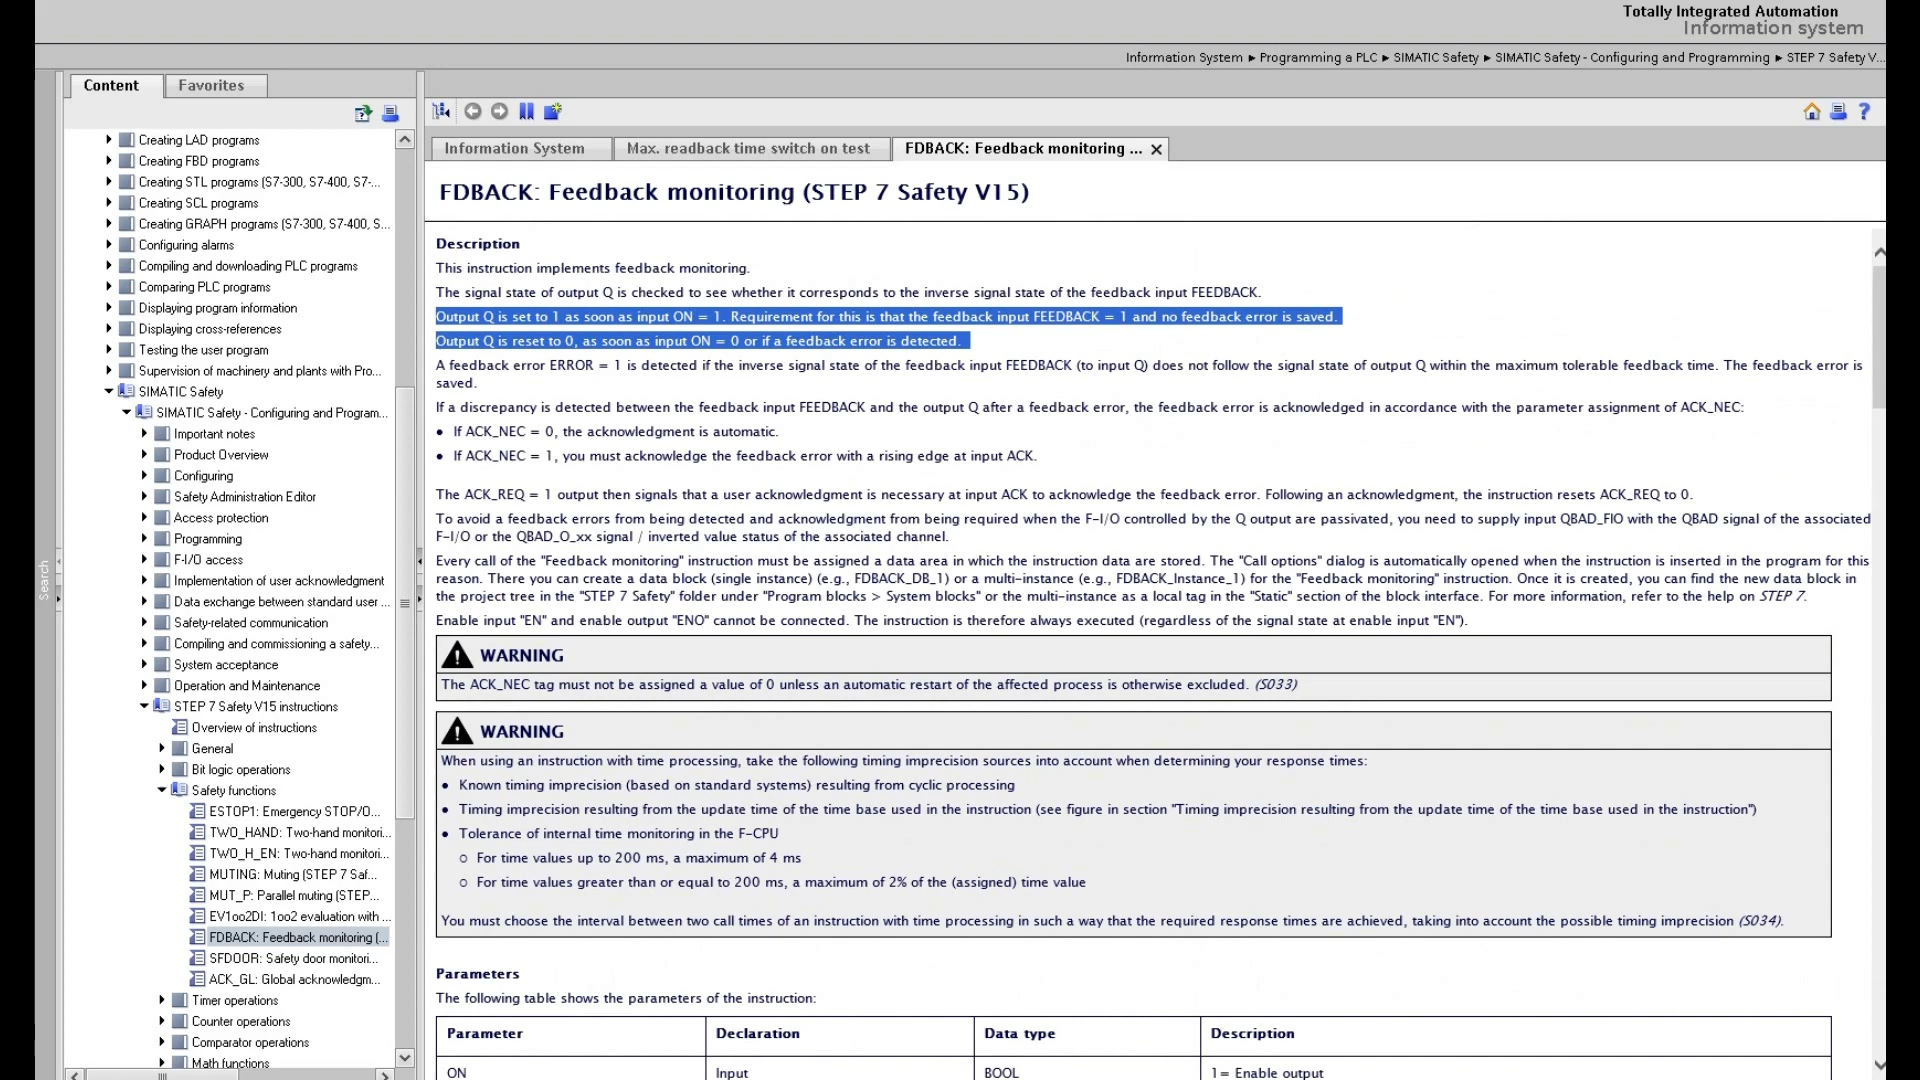 Totally Integrated Automation
Information system
Information System ▸ Programming a PLC ▸ SIMATIC Safety ▸ SIMATIC Safety - Configuring and Programming ▸ STEP 7 Safety V...
Content
Favorites
Search
Creating LAD programs
Creating FBD programs
Creating STL programs (S7-300, S7-400, S7-...
Creating SCL programs
Creating GRAPH programs (S7-300, S7-400, S...
Configuring alarms
Compiling and downloading PLC programs
Comparing PLC programs
Displaying program information
Displaying cross-references
Testing the user program
Supervision of machinery and plants with Pro...
SIMATIC Safety
SIMATIC Safety - Configuring and Program...
Important notes
Product Overview
Configuring
Safety Administration Editor
Access protection
Programming
F-I/O access
Implementation of user acknowledgment
Data exchange between standard user ...
Safety-related communication
Compiling and commissioning a safety...
System acceptance
Operation and Maintenance
STEP 7 Safety V15 instructions
Overview of instructions
General
Bit logic operations
Safety functions
ESTOP1: Emergency STOP/O...
TWO_HAND: Two-hand monitori...
TWO_H_EN: Two-hand monitori...
MUTING: Muting (STEP 7 Saf...
MUT_P: Parallel muting (STEP...
EV1oo2DI: 1oo2 evaluation with ...
FDBACK: Feedback monitoring (...
SFDOOR: Safety door monitori...
ACK_GL: Global acknowledgm...
Timer operations
Counter operations
Comparator operations
Math functions
Information System
Max. readback time switch on test
FDBACK: Feedback monitoring ...
FDBACK: Feedback monitoring (STEP 7 Safety V15)
Description
This instruction implements feedback monitoring.
The signal state of output Q is checked to see whether it corresponds to the inverse signal state of the feedback input FEEDBACK.
Output Q is set to 1 as soon as input ON = 1. Requirement for this is that the feedback input FEEDBACK = 1 and no feedback error is saved.
Output Q is reset to 0, as soon as input ON = 0 or if a feedback error is detected.
A feedback error ERROR = 1 is detected if the inverse signal state of the feedback input FEEDBACK (to input Q) does not follow the signal state of output Q within the maximum tolerable feedback time. The feedback error is
saved.
If a discrepancy is detected between the feedback input FEEDBACK and the output Q after a feedback error, the feedback error is acknowledged in accordance with the parameter assignment of ACK_NEC:
• If ACK_NEC = 0, the acknowledgment is automatic.
• If ACK_NEC = 1, you must acknowledge the feedback error with a rising edge at input ACK.
The ACK_REQ = 1 output then signals that a user acknowledgment is necessary at input ACK to acknowledge the feedback error. Following an acknowledgment, the instruction resets ACK_REQ to 0.
To avoid a feedback errors from being detected and acknowledgment from being required when the F-I/O controlled by the Q output are passivated, you need to supply input QBAD_FIO with the QBAD signal of the associated
F-I/O or the QBAD_O_xx signal / inverted value status of the associated channel.
Every call of the "Feedback monitoring" instruction must be assigned a data area in which the instruction data are stored. The "Call options" dialog is automatically opened when the instruction is inserted in the program for this
reason. There you can create a data block (single instance) (e.g., FDBACK_DB_1) or a multi-instance (e.g., FDBACK_Instance_1) for the "Feedback monitoring" instruction. Once it is created, you can find the new data block in
the project tree in the "STEP 7 Safety" folder under "Program blocks > System blocks" or the multi-instance as a local tag in the "Static" section of the block interface. For more information, refer to the help on STEP 7.
Enable input "EN" and enable output "ENO" cannot be connected. The instruction is therefore always executed (regardless of the signal state at enable input "EN").
WARNING
The ACK_NEC tag must not be assigned a value of 0 unless an automatic restart of the affected process is otherwise excluded. (S033)
WARNING
When using an instruction with time processing, take the following timing imprecision sources into account when determining your response times:
• Known timing imprecision (based on standard systems) resulting from cyclic processing
• Timing imprecision resulting from the update time of the time base used in the instruction (see figure in section "Timing imprecision resulting from the update time of the time base used in the instruction")
• Tolerance of internal time monitoring in the F-CPU
o For time values up to 200 ms, a maximum of 4 ms
o For time values greater than or equal to 200 ms, a maximum of 2% of the (assigned) time value
You must choose the interval between two call times of an instruction with time processing in such a way that the required response times are achieved, taking into account the possible timing imprecision (S034).
Parameters
The following table shows the parameters of the instruction:
Parameter Declaration Data type Description
ON Input BOOL 1= Enable output